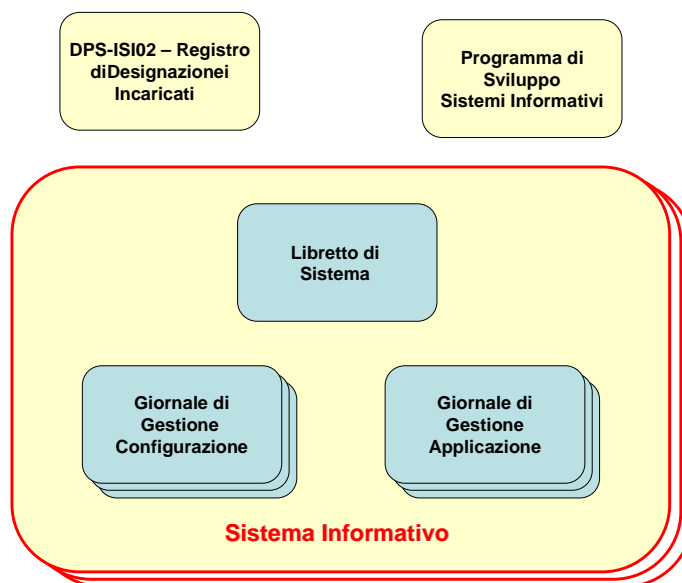 DPS-ISI02 – Registro
diDesignazionei
Incaricati
Programma di
Sviluppo
Sistemi Informativi
Libretto di
Sistema
Giornale di
Gestione
Configurazione
Giornale di
Gestione
Applicazione
Sistema Informativo